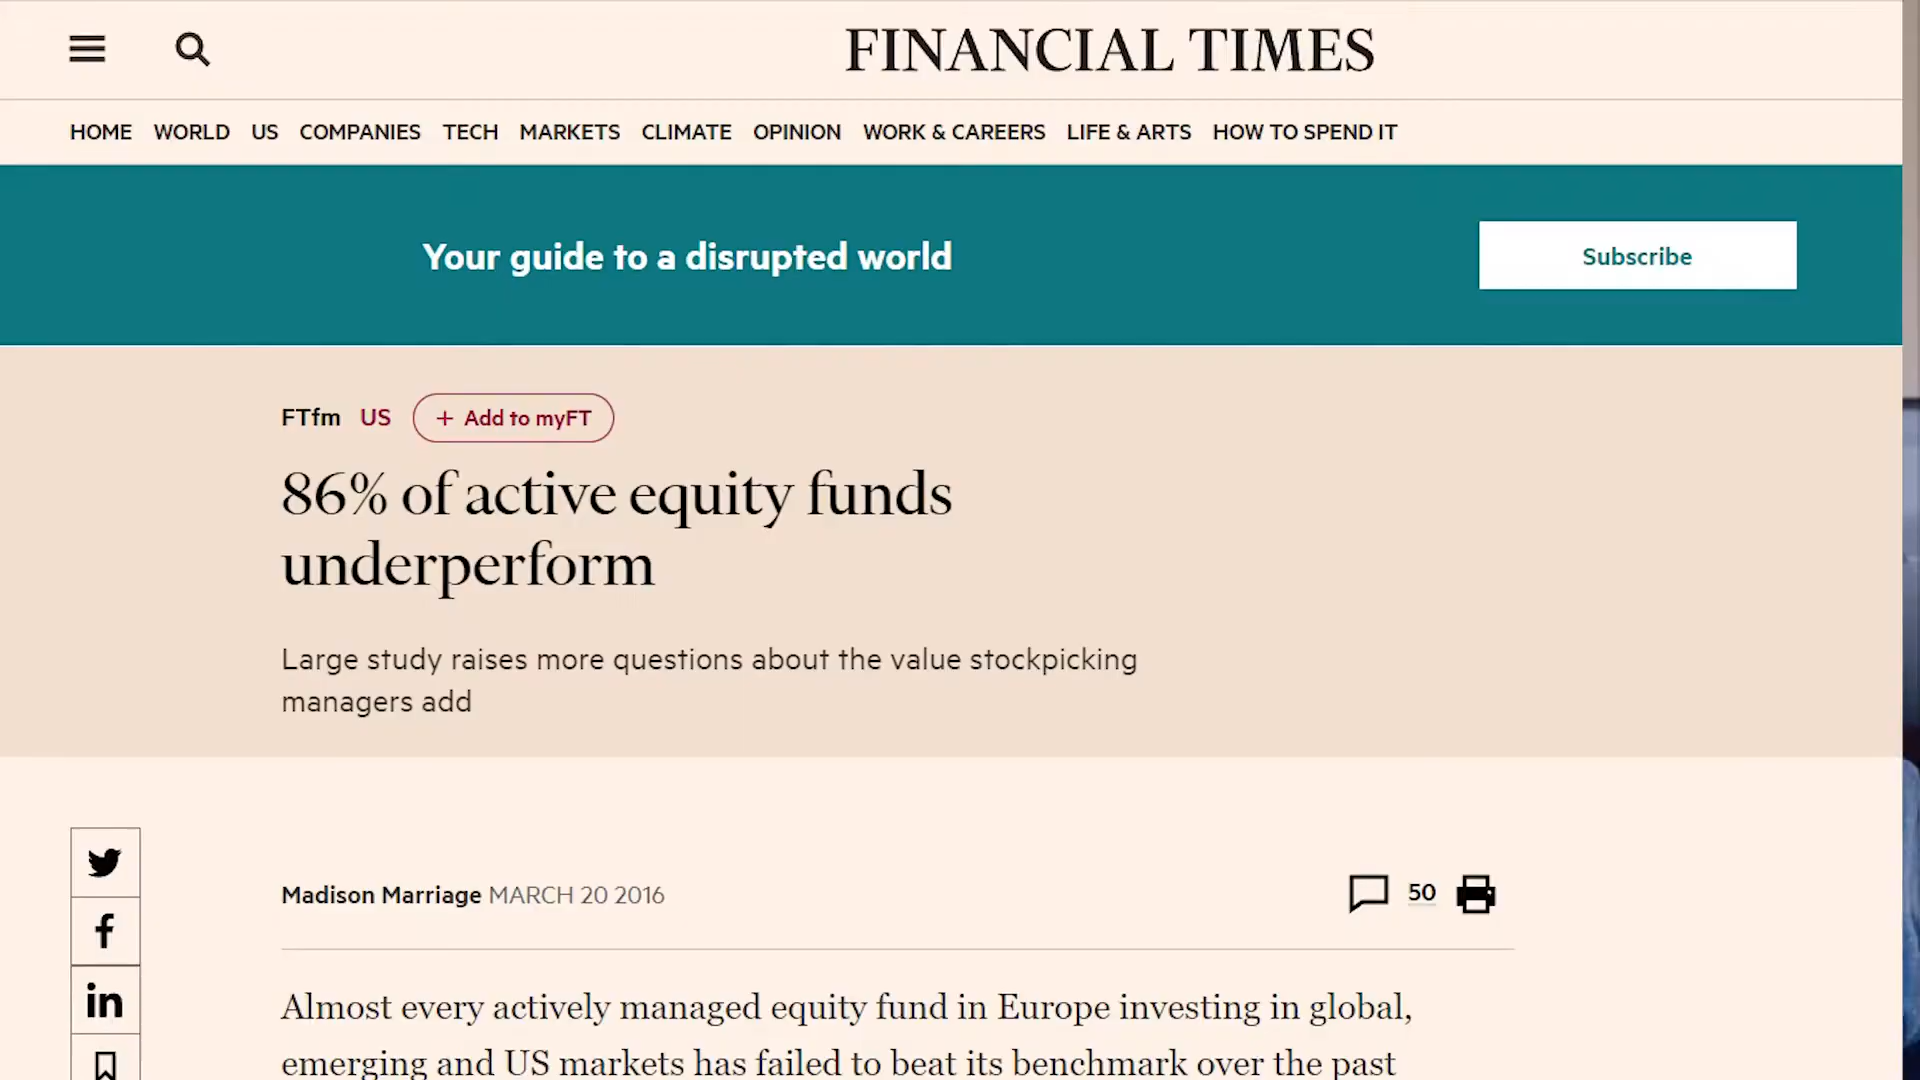 FINANCIAL TIMES
HOME WORLD US COMPANIES TECH MARKETS CLIMATE OPINION WORK & CAREERS LIFE & ARTS HOW TO SPEND IT
Your guide to a disrupted world
Subscribe
FTfm US + Add to myFT
86% of active equity funds
underperform
Large study raises more questions about the value stockpicking
managers add
Madison Marriage MARCH 20 2016
50
Almost every actively managed equity fund in Europe investing in global,
emerging and US markets has failed to beat its benchmark over the past